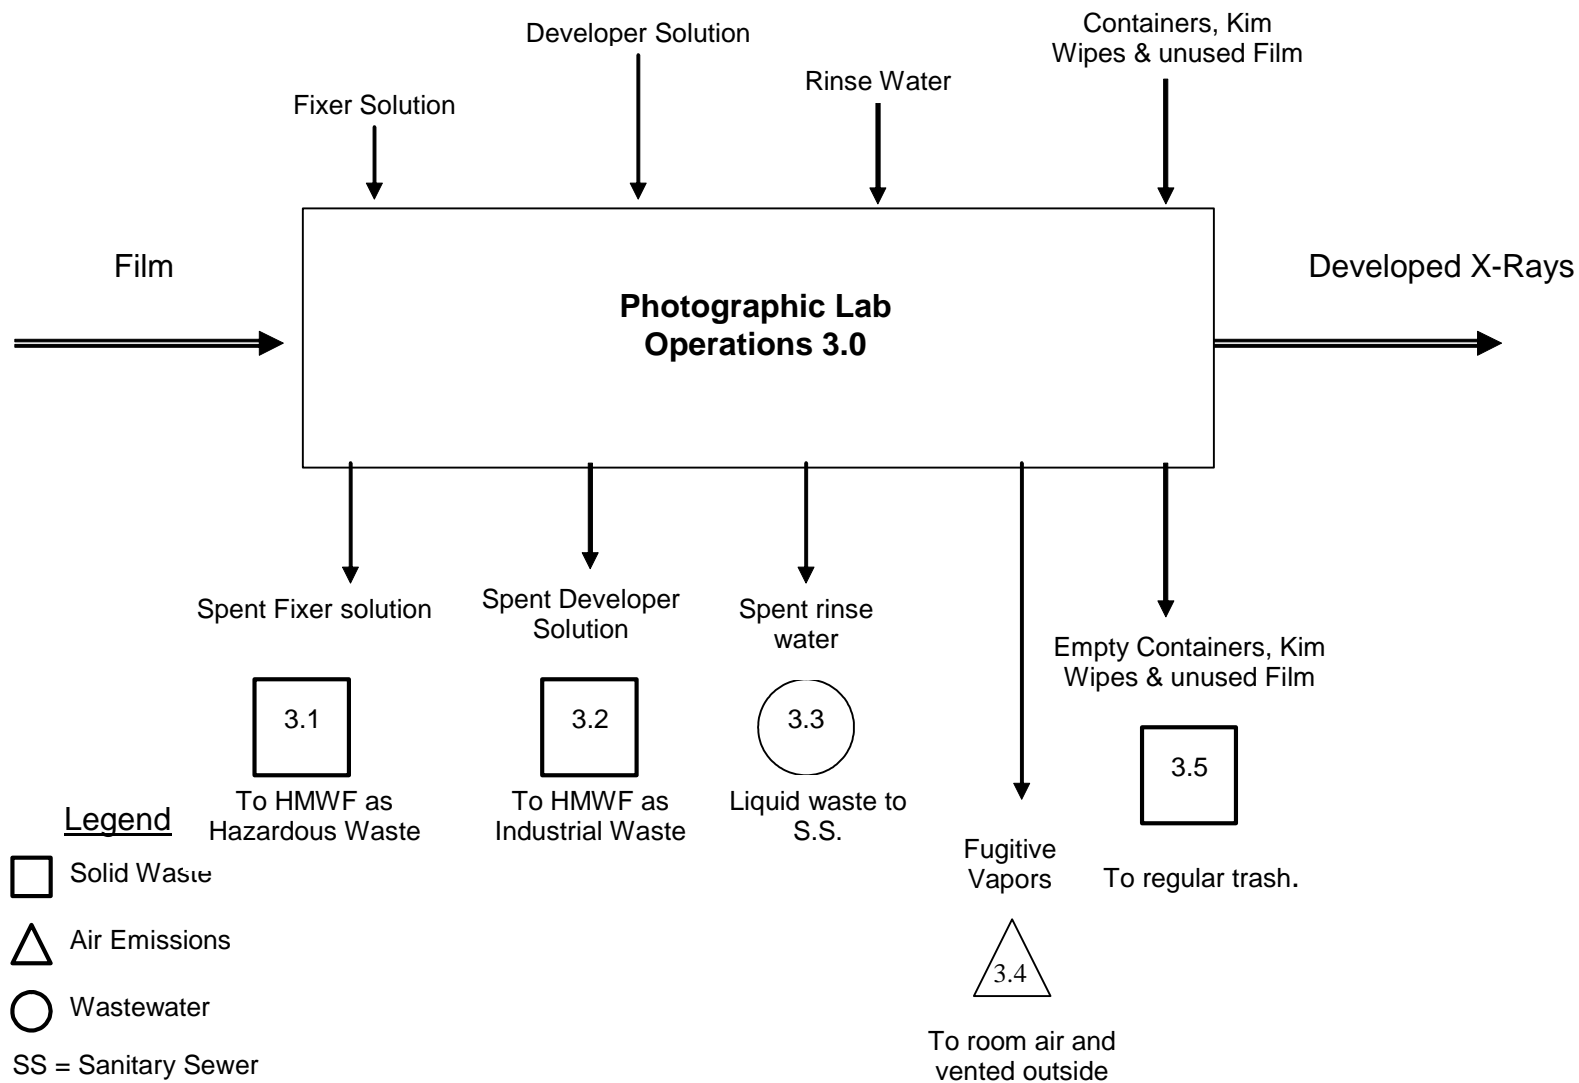 Developer Solution
Containers, Kim
Wipes & unused Film
Rinse Water
Fixer Solution
Film
Developed X-Rays
Photographic Lab
Operations 3.0
Spent Fixer solution
Spent Developer
Solution
Spent rinse
water
Empty Containers, Kim
Wipes & unused Film
3.1
3.2
3.3
3.5
To HMWF as
Hazardous Waste
To HMWF as
Industrial Waste
Liquid waste to
S.S.
Fugitive
Vapors
To regular trash.
3.4
To room air and
vented outside
Legend
Solid Waste
Air Emissions
Wastewater
SS = Sanitary Sewer